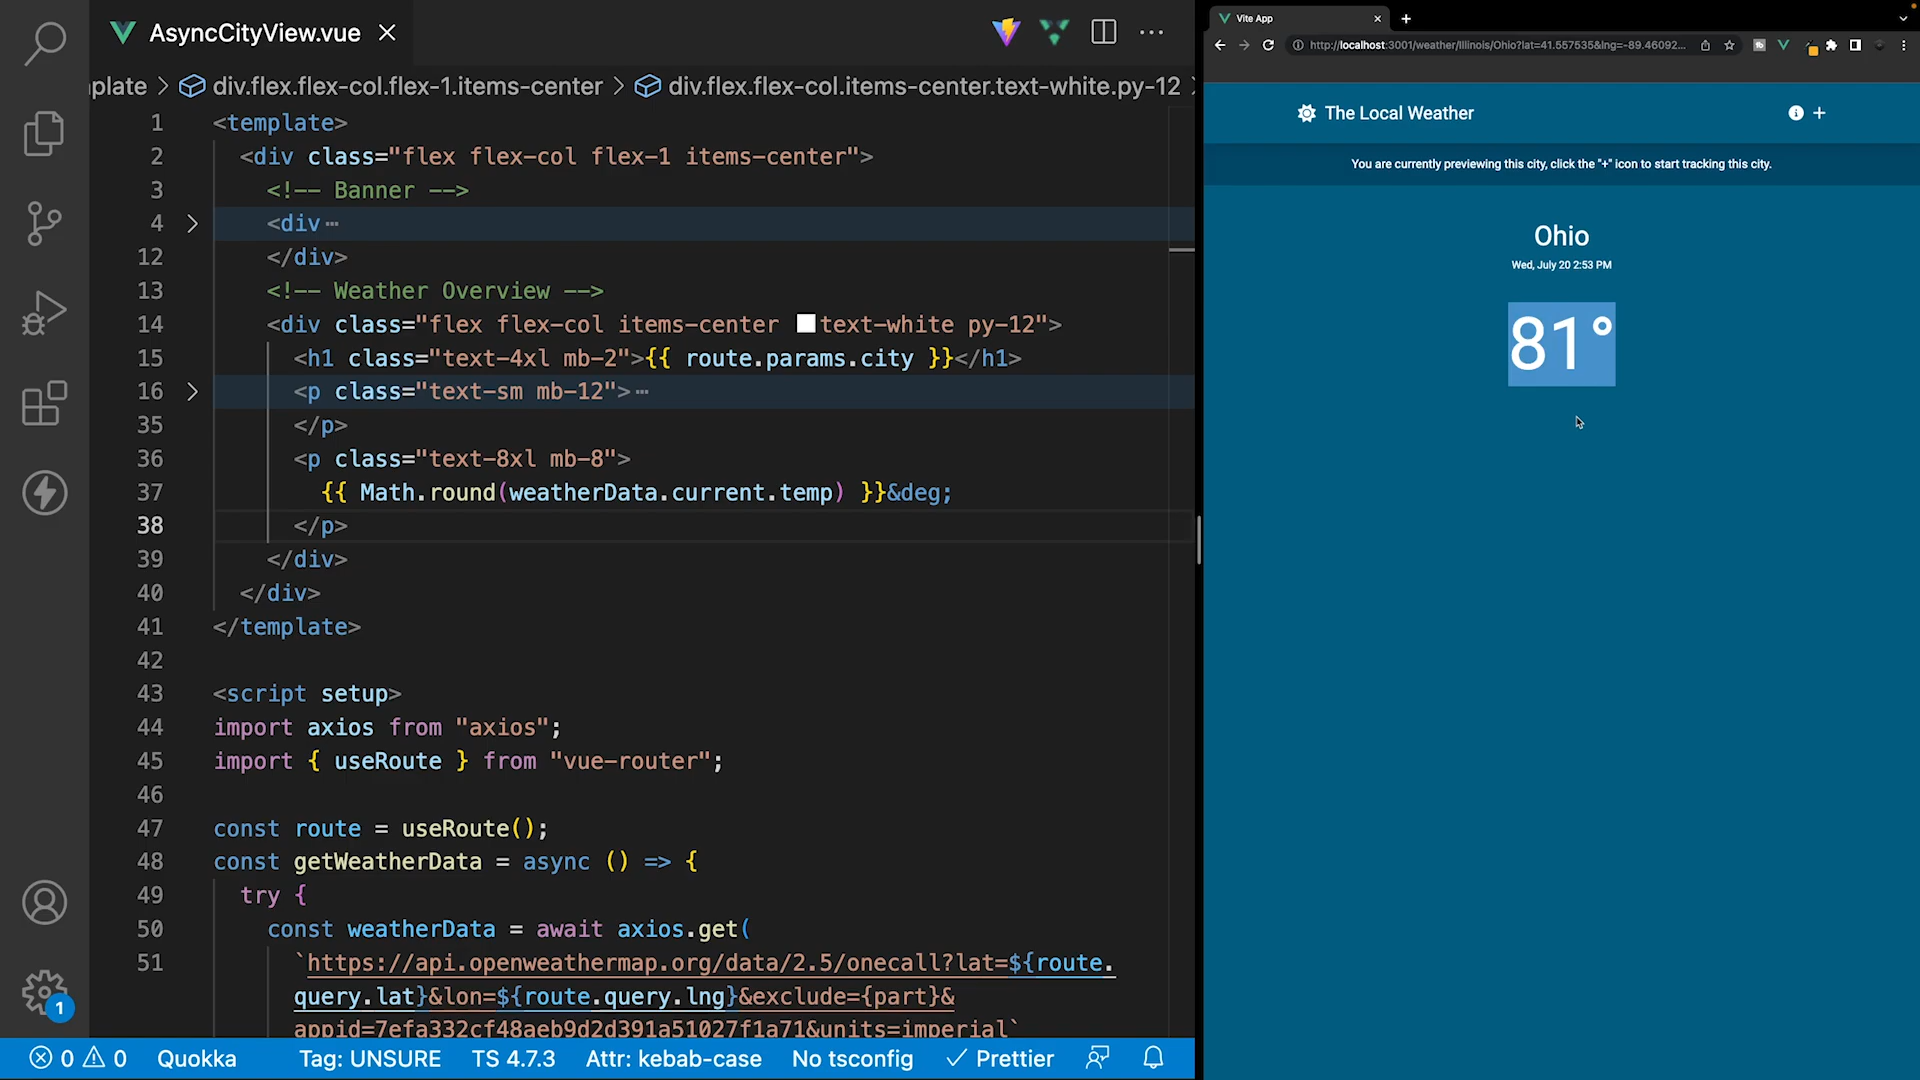 AsyncCityView.vue
nplate > div.flex.flex-col.flex-1.items-center > div.flex.flex-col.items-center.text-white.py-12
1 <template>
2 <div class="flex flex-col flex-1 items-center">
3 <!-- Banner -->
4 <div ⋯
12 </div>
13 <!-- Weather Overview -->
14 <div class="flex flex-col items-center text-white py-12">
15 <h1 class="text-4xl mb-2">{{ route.params.city }}</h1>
16 <p class="text-sm mb-12"> ⋯
35 </p>
36 <p class="text-8xl mb-8">
37 {{ Math.round(weatherData.current.temp) }}&deg;
38 </p>
39 </div>
40 </div>
41 </template>
42
43 <script setup>
44 import axios from "axios";
45 import { useRoute } from "vue-router";
46
47 const route = useRoute();
48 const getWeatherData = async () => {
49 try {
50 const weatherData = await axios.get(
51 `https://api.openweathermap.org/data/2.5/onecall?lat=${route.
query.lat}&lon=${route.query.lng}&exclude={part}&
appid=7efa332cf48aeb9d2d391a51027f1a71&units=imperial`
1
0 0 Quokka Tag: UNSURE TS 4.7.3 Attr: kebab-case No tsconfig Prettier
Vite App
http://localhost:3001/weather/Illinois/Ohio?lat=41.557535&lng=-89.46092...
The Local Weather
You are currently previewing this city, click the "+" icon to start tracking this city.
Ohio
Wed, July 20 2:53 PM
81°